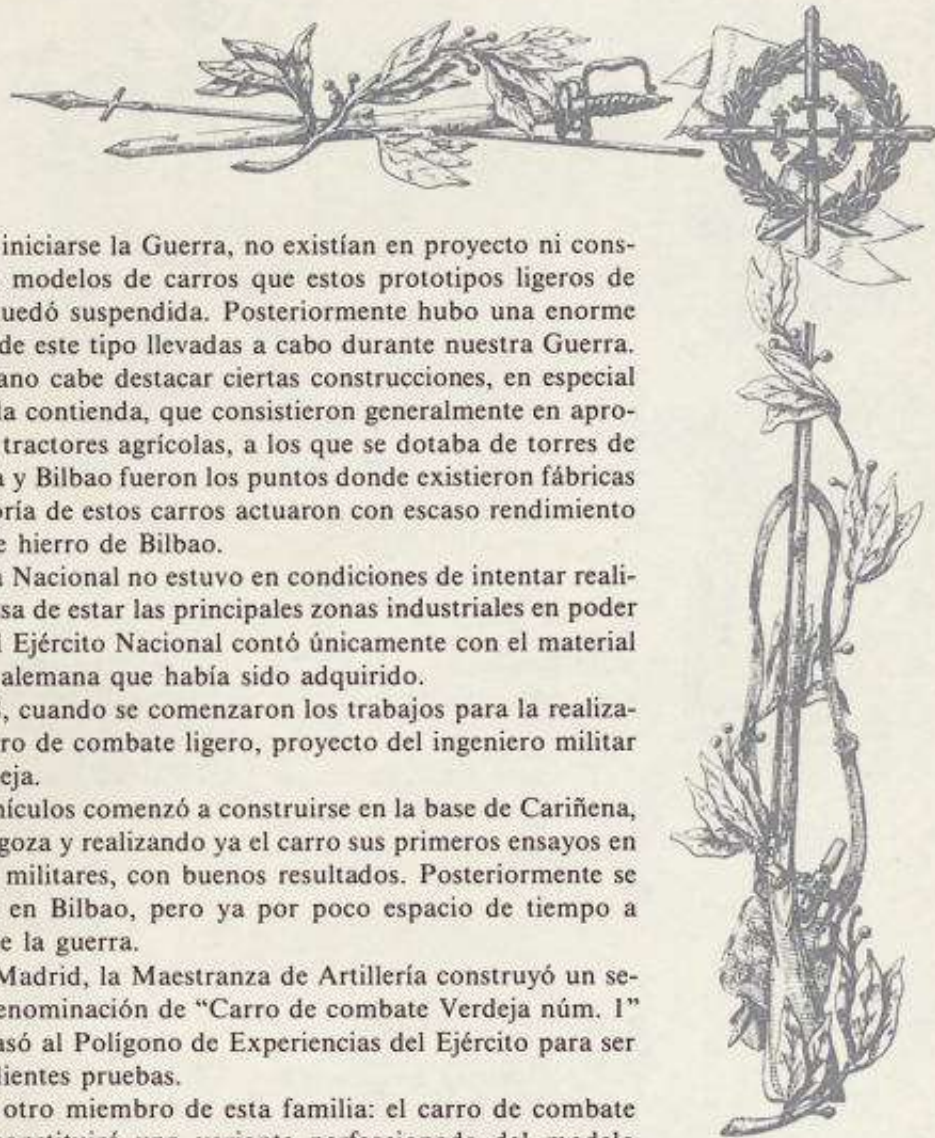 iniciarse la Guerra, no existían en proyecto ni cons-
modelos de carros que estos prototipos ligeros de
uedó suspendida. Posteriormente hubo una enorme
de este tipo llevadas a cabo durante nuestra Guerra.
ano cabe destacar ciertas construcciones, en especial
la contienda, que consistieron generalmente en apro-
tractores agrícolas, a los que se dotaba de torres de
a y Bilbao fueron los puntos donde existieron fábricas
oría de estos carros actuaron con escaso rendimiento
e hierro de Bilbao.
a Nacional no estuvo en condiciones de intentar reali-
sa de estar las principales zonas industriales en poder
l Ejército Nacional contó únicamente con el material
alemana que había sido adquirido.
, cuando se comenzaron los trabajos para la realiza-
ro de combate ligero, proyecto del ingeniero militar
eja.
hículos comenzó a construirse en la base de Cariñena,
goza y realizando ya el carro sus primeros ensayos en
militares, con buenos resultados. Posteriormente se
en Bilbao, pero ya por poco espacio de tiempo a
e la guerra.
Madrid, la Maestranza de Artillería construyó un se-
enominación de “Carro de combate Verdeja núm. 1”
asó al Polígono de Experiencias del Ejército para ser
lientes pruebas.
otro miembro de esta familia: el carro de combate
constituirá una variante perfeccionada del modelo